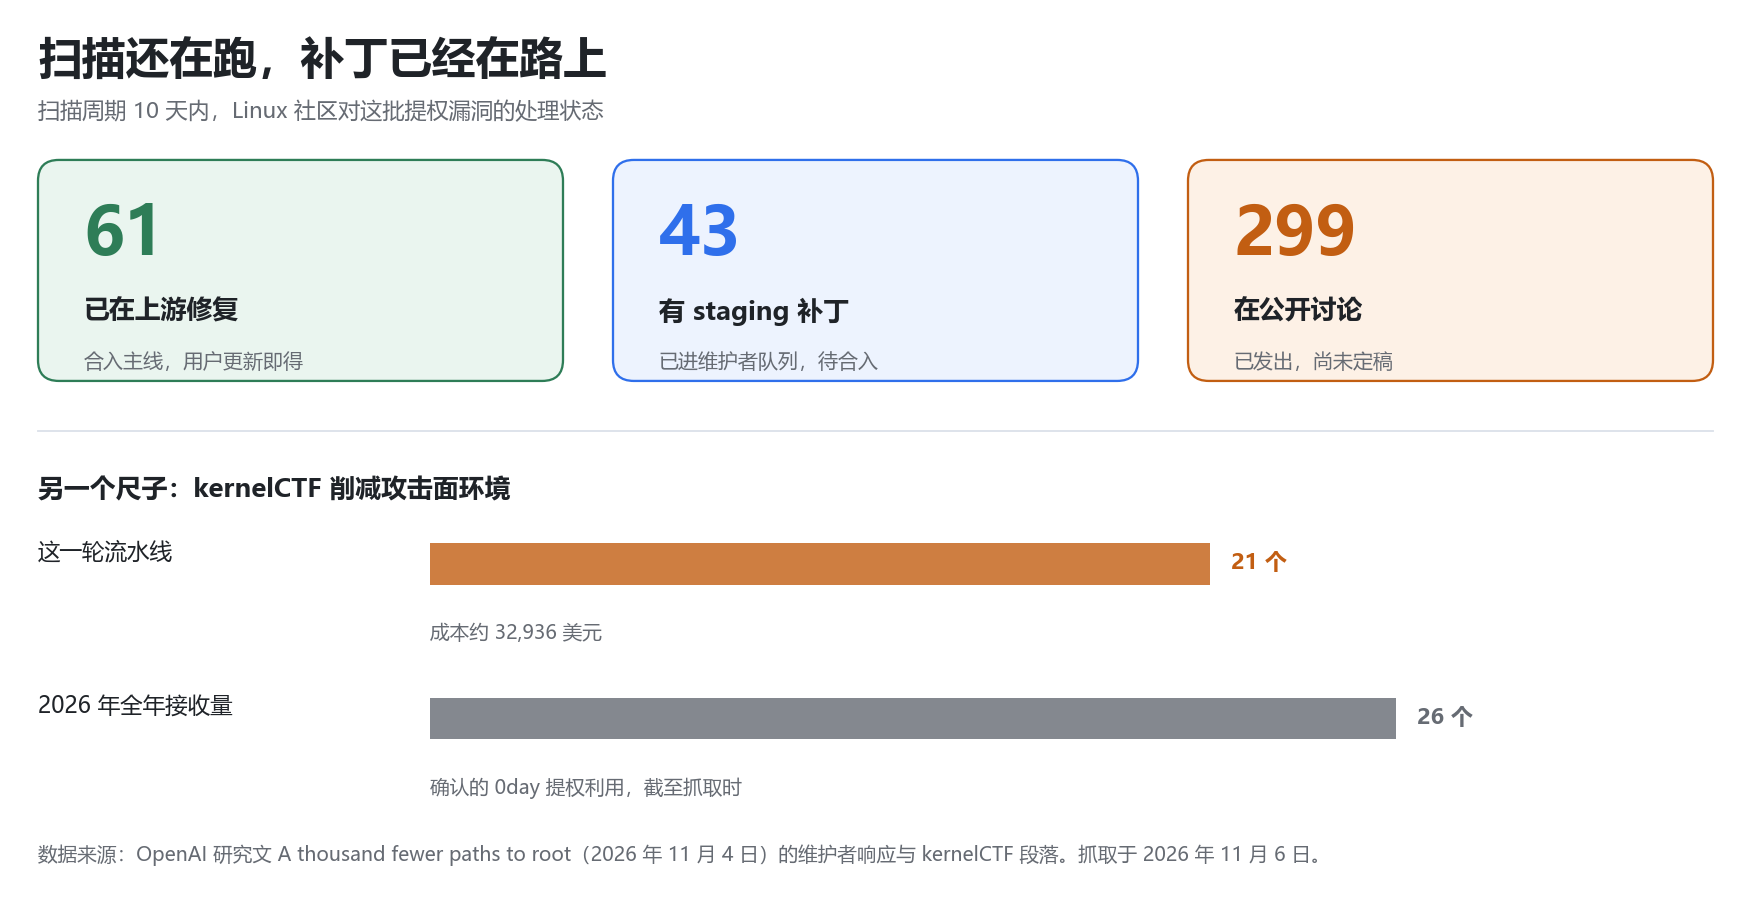 扫描还在跑，补丁已经在路上
扫描周期 10 天内，Linux 社区对这批提权漏洞的处理状态
61
已在上游修复
合入主线，用户更新即得
43
有 staging 补丁
已进维护者队列，待合入
299
在公开讨论
已发出，尚未定稿
另一个尺子：kernelCTF 削减攻击面环境
这一轮流水线
21 个
成本约 32,936 美元
2026 年全年接收量
26 个
确认的 0day 提权利用，截至抓取时
数据来源：OpenAI 研究文 A thousand fewer paths to root（2026 年 11 月 4 日）的维护者响应与 kernelCTF 段落。抓取于 2026 年 11 月 6 日。